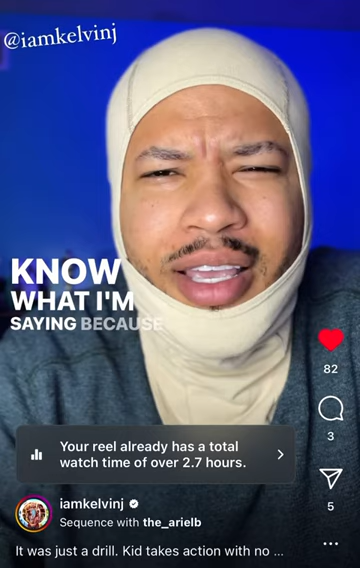 @iamkelvinj
KNOW
WHAT I'M
SAYING BECAUSE
82
3
Your reel already has a total
watch time of over 2.7 hours.
5
iamkelvinj
Sequence with the_arielb
It was just a drill. Kid takes action with no ...